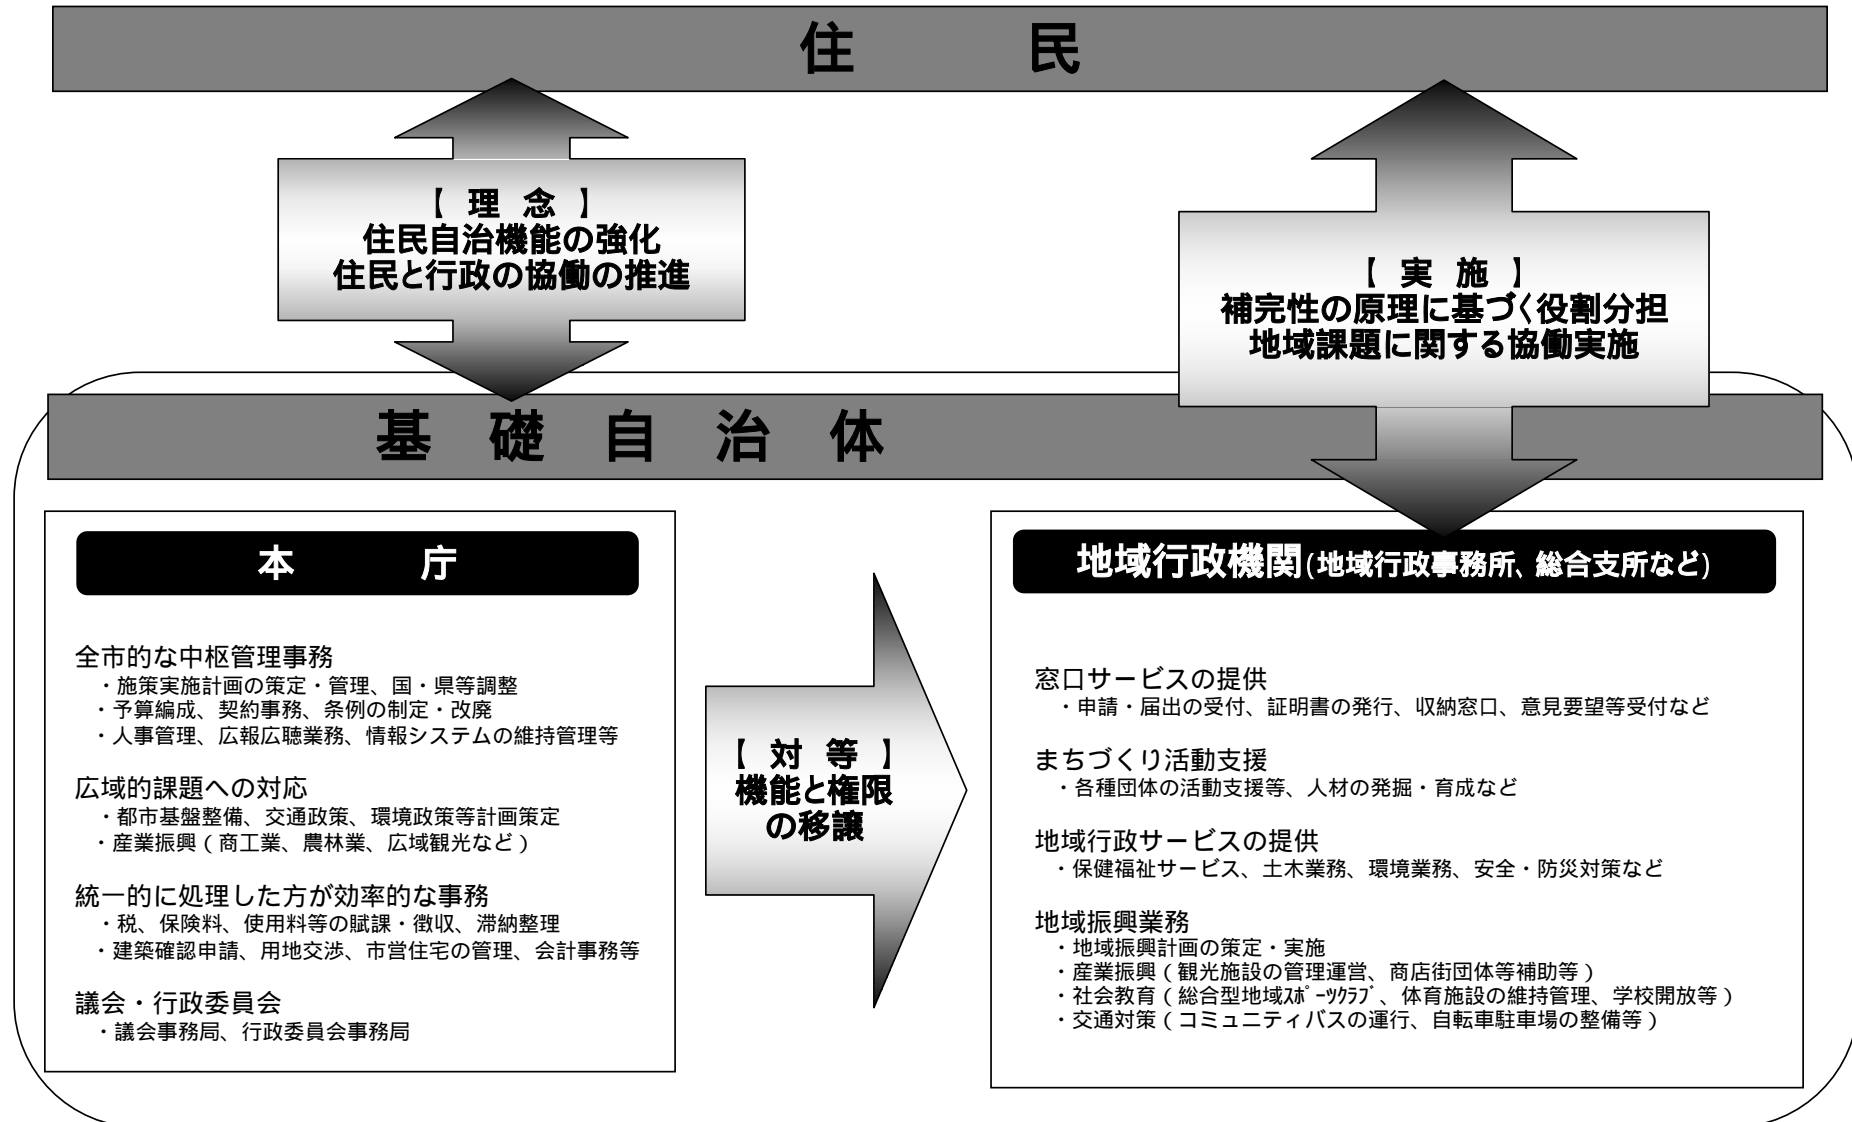 住　民
【 理 念 】
住民自治機能の強化
住民と行政の協働の推進
【 実 施 】
補完性の原理に基づく役割分担
地域課題に関する協働実施
基 礎 自 治 体
本　庁
全市的な中枢管理事務
・施策実施計画の策定・管理、国・県等調整
・予算編成、契約事務、条例の制定・改廃
・人事管理、広報広聴業務、情報システムの維持管理等
広域的課題への対応
・都市基盤整備、交通政策、環境政策等計画策定
・産業振興（商工業、農林業、広域観光など）
統一的に処理した方が効率的な事務
・税、保険料、使用料等の賦課・徴収、滞納整理
・建築確認申請、用地交渉、市営住宅の管理、会計事務等
議会・行政委員会
・議会事務局、行政委員会事務局
【 対 等 】
機能と権限
の移譲
地域行政機関(地域行政事務所、総合支所など)
窓口サービスの提供
・申請・届出の受付、証明書の発行、収納窓口、意見要望等受付など
まちづくり活動支援
・各種団体の活動支援等、人材の発掘・育成など
地域行政サービスの提供
・保健福祉サービス、土木業務、環境業務、安全・防災対策など
地域振興業務
・地域振興計画の策定・実施
・産業振興（観光施設の管理運営、商店街団体等補助等）
・社会教育（総合型地域ｽﾎﾟｰﾂｸﾗﾌﾞ、体育施設の維持管理、学校開放等）
・交通対策（コミュニティバスの運行、自転車駐車場の整備等）